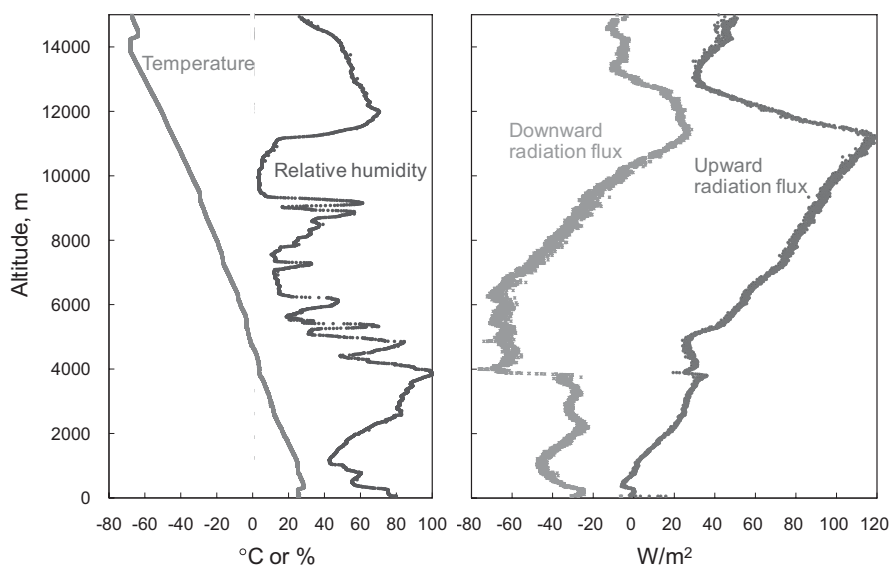 14000
12000
10000
8000
6000
4000
2000
0
Altitude, m
Temperature
Relative humidity
-80 -60 -40 -20 0 20 40 60 80 100
°C or %
Downward
radiation flux
Upward
radiation flux
-80 -60 -40 -20 0 20 40 60 80 100 120
W/m²